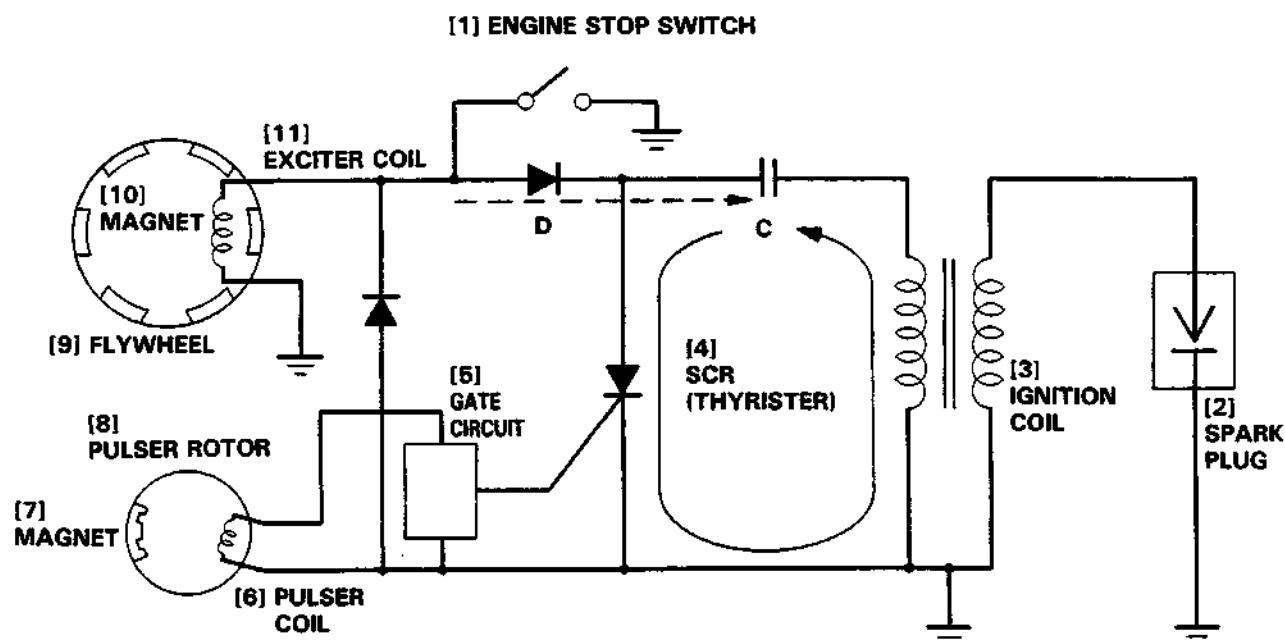 [1] ENGINE STOP SWITCH
[11]
EXCITER COIL
[10]
MAGNET
D
C
[9] FLYWHEEL
[5]
GATE
CIRCUIT
[4]
SCR
(THYRISTER)
[3]
IGNITION
COIL
[2]
SPARK
PLUG
[8]
PULSER ROTOR
[7]
MAGNET
[6] PULSER
COIL